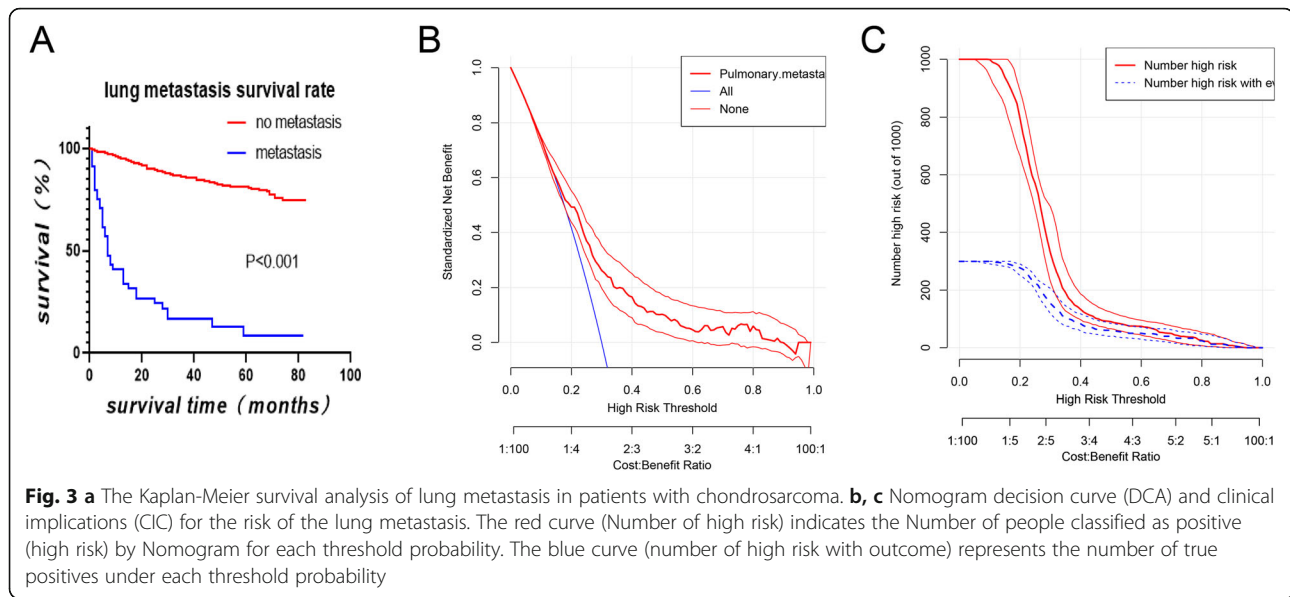 A
lung metastasis survival rate
no metastasis
metastasis
100
50
0
P<0.001
survival (%)
0 20 40 60 80 100
survival time (months)
B
Pulmonary.metasta
All
None
1.0
0.8
0.6
0.4
0.2
0.0
Standardized Net Benefit
0.0 0.2 0.4 0.6 0.8 1.0
High Risk Threshold
1:100 1:4 2:3 3:2 4:1 100:1
Cost:Benefit Ratio
C
Number high risk
Number high risk with ev
1000
800
600
400
200
0
Number high risk (out of 1000)
0.0 0.2 0.4 0.6 0.8 1.0
High Risk Threshold
1:100 1:5 2:5 3:4 4:3 5:2 5:1 100:1
Cost:Benefit Ratio
Fig. 3 a The Kaplan-Meier survival analysis of lung metastasis in patients with chondrosarcoma. b, c Nomogram decision curve (DCA) and clinical
implications (CIC) for the risk of the lung metastasis. The red curve (Number of high risk) indicates the Number of people classified as positive
(high risk) by Nomogram for each threshold probability. The blue curve (number of high risk with outcome) represents the number of true
positives under each threshold probability